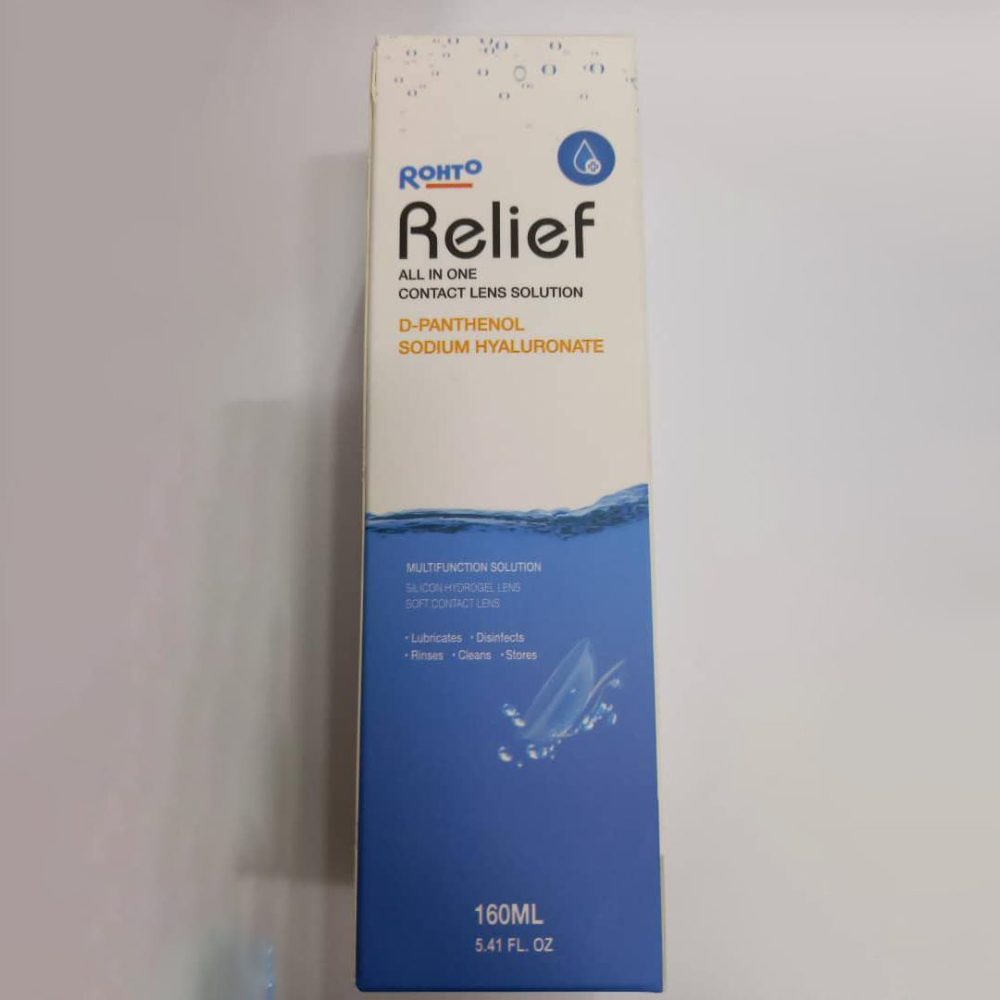 ROHTO
Relief
ALL IN ONE
CONTACT LENS SOLUTION
D-PANTHENOL
SODIUM HYALURONATE
MULTIFUNCTION SOLUTION
SILICON HYDROGEL LENS
SOFT CONTACT LENS
• Lubricates • Disinfects
• Rinses • Cleans • Stores
160ML
5.41 FL. OZ